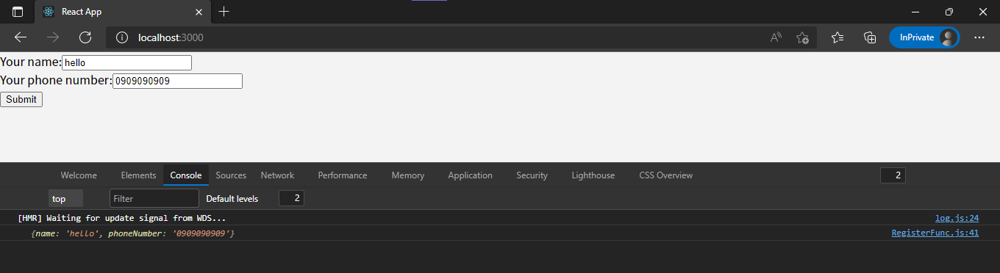 React App
localhost:3000
InPrivate
Your name:hello
Your phone number:0909090909
Submit
Welcome Elements Console Sources Network Performance Memory Application Security Lighthouse CSS Overview 2
top Filter Default levels 2
[HMR] Waiting for update signal from WDS... log.js:24
{name: 'hello', phoneNumber: '0909090909'} RegisterFunc.js:41